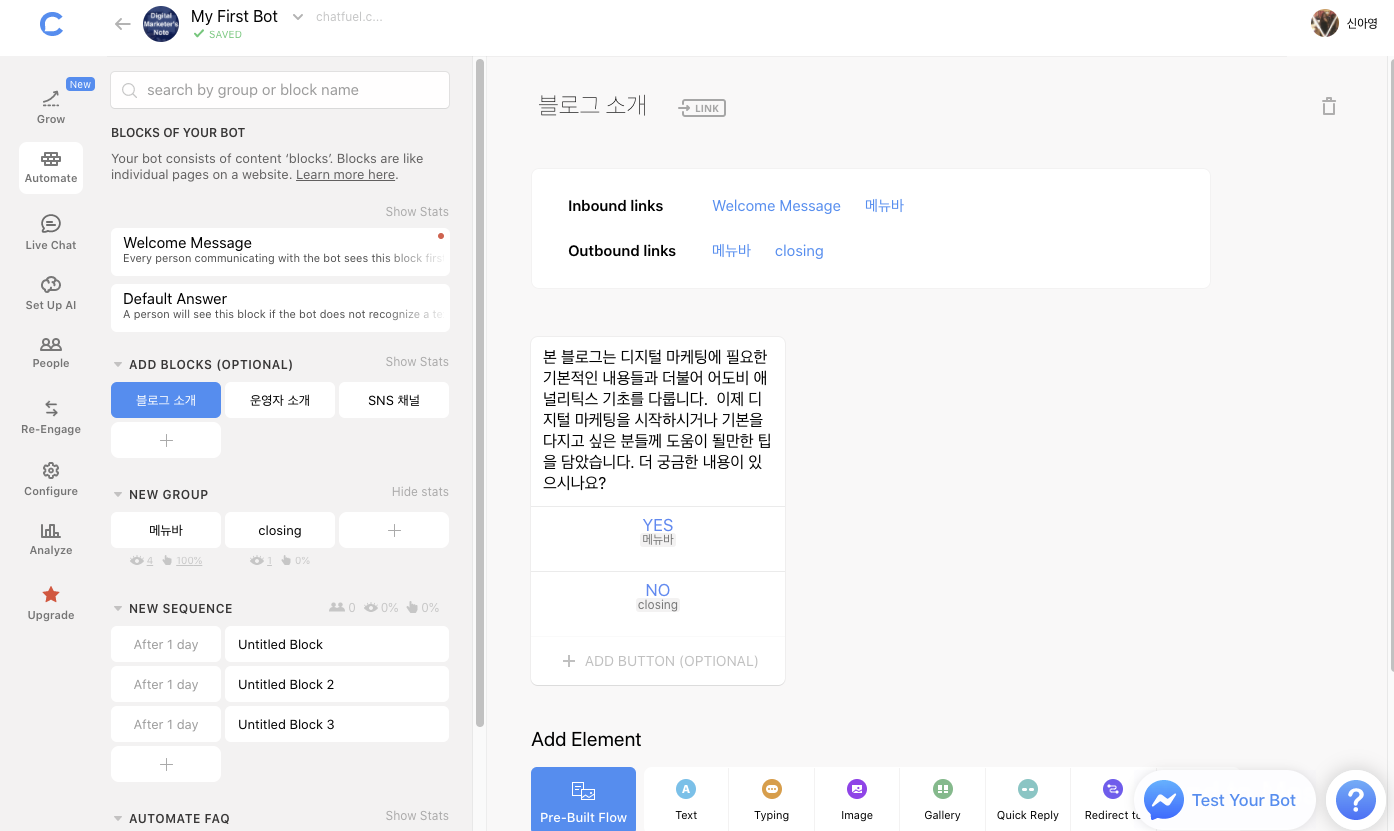 Digital
Marketer's
Note
My First Bot
chatfuel.c...
SAVED
신아영
New
Grow
Automate
Live Chat
Set Up AI
People
Re-Engage
Configure
Analyze
Upgrade
search by group or block name
BLOCKS OF YOUR BOT
Your bot consists of content ‘blocks’. Blocks are like
individual pages on a website. Learn more here.
Show Stats
Welcome Message
Every person communicating with the bot sees this block first
Default Answer
A person will see this block if the bot does not recognize a te
ADD BLOCKS (OPTIONAL)
Show Stats
블로그 소개
운영자 소개
SNS 채널
+
NEW GROUP
Hide stats
메뉴바
closing
+
4
100%
1
0%
NEW SEQUENCE
0
0%
0%
After 1 day
Untitled Block
After 1 day
Untitled Block 2
After 1 day
Untitled Block 3
+
AUTOMATE FAQ
Show Stats
블로그 소개
LINK
Inbound links
Welcome Message
메뉴바
Outbound links
메뉴바
closing
본 블로그는 디지털 마케팅에 필요한
기본적인 내용들과 더불어 어도비 애
널리틱스 기초를 다룹니다. 이제 디
지털 마케팅을 시작하시거나 기본을
다지고 싶은 분들께 도움이 될만한 팁
을 담았습니다. 더 궁금한 내용이 있
으시나요?
YES
메뉴바
NO
closing
+ ADD BUTTON (OPTIONAL)
Add Element
Pre-Built Flow
A
Text
Typing
Image
Gallery
Quick Reply
Redirect to
Test Your Bot
?